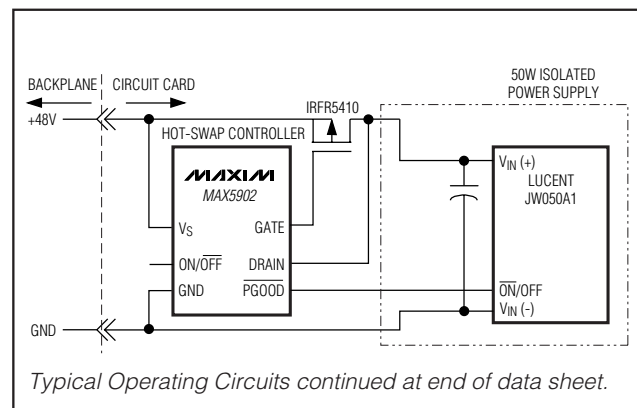 50W ISOLATED
POWER SUPPLY
BACKPLANE
CIRCUIT CARD
+48V
IRFR5410
HOT-SWAP CONTROLLER
MAXIM
MAX5902
VS
GATE
ON/OFF
DRAIN
GND
PGOOD
VIN (+)
LUCENT
JW050A1
ON/OFF
VIN (-)
GND
Typical Operating Circuits continued at end of data sheet.